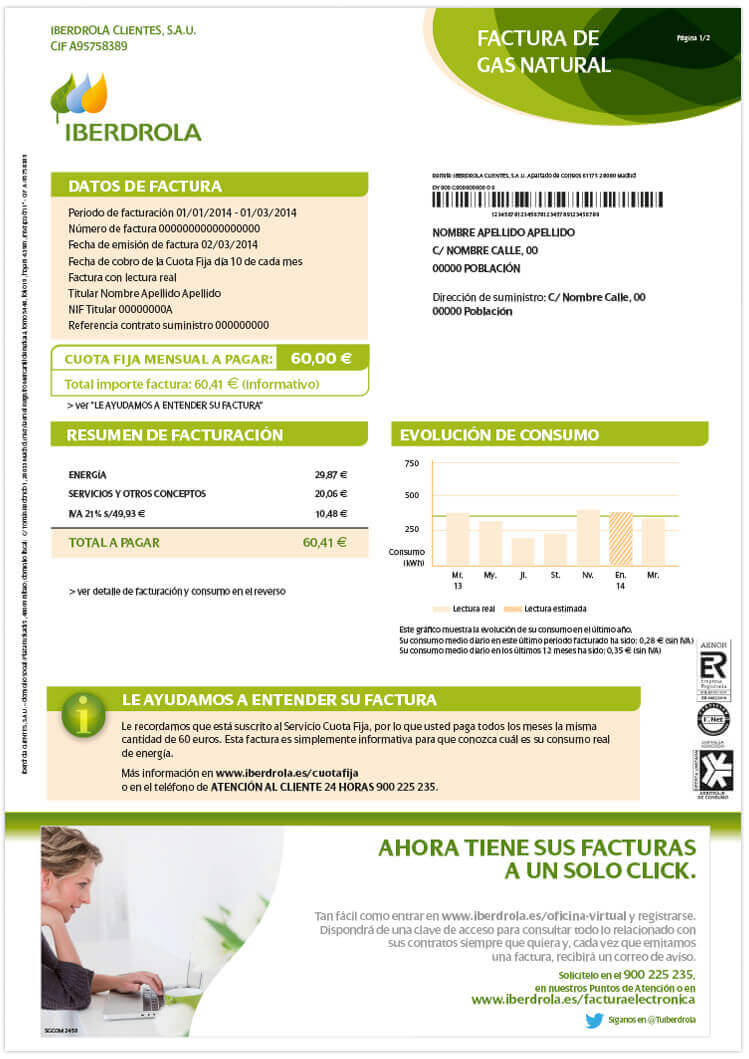 IBERDROLA CLIENTES, S.A.U.
CIF A95758389
FACTURA DE
GAS NATURAL
Página 1/2
IBERDROLA
DATOS DE FACTURA
Periodo de facturación 01/01/2014 - 01/03/2014
Número de factura 00000000000000000
Fecha de emisión de factura 02/03/2014
Fecha de cobro de la Cuota Fija día 10 de cada mes
Factura con lectura real
Titular Nombre Apellido Apellido
NIF Titular 00000000A
Referencia contrato suministro 000000000
Remite: IBERDROLA CLIENTES, S.A.U. Apartado de Correos 61175 28080 Madrid
NOMBRE APELLIDO APELLIDO
C/ NOMBRE CALLE, 00
00000 POBLACIÓN
Dirección de suministro: C/ Nombre Calle, 00
00000 Población
CUOTA FIJA MENSUAL A PAGAR: 60,00 €
Total importe factura: 60,41 € (Informativo)
> ver "LE AYUDAMOS A ENTENDER SU FACTURA"
RESUMEN DE FACTURACIÓN
ENERGÍA 29,87 €
SERVICIOS Y OTROS CONCEPTOS 20,06 €
IVA 21% s/49,93 € 10,48 €
TOTAL A PAGAR 60,41 €
> ver detalle de facturación y consumo en el reverso
EVOLUCIÓN DE CONSUMO
750
500
250
Consumo
(kWh)
Mr. My. Jl. St. Nv. En. Mr.
13 14
Lectura real Lectura estimada
Este gráfico muestra la evolución de su consumo en el último año.
Su consumo medio diario en este último periodo facturado ha sido: 0,28 € (sin IVA)
Su consumo medio diario en los últimos 12 meses ha sido: 0,35 € (sin IVA)
AENOR
ER
Empresa
Registrada
IQNet
ARBITRAJE
DE CONSUMO
i
LE AYUDAMOS A ENTENDER SU FACTURA
Le recordamos que está suscrito al Servicio Cuota Fija, por lo que usted paga todos los meses la misma
cantidad de 60 euros. Esta factura es simplemente informativa para que conozca cuál es su consumo real
de energía.
Más información en www.iberdrola.es/cuotafija
o en el teléfono de ATENCIÓN AL CLIENTE 24 HORAS 900 225 235.
AHORA TIENE SUS FACTURAS
A UN SOLO CLICK.
Tan fácil como entrar en www.iberdrola.es/oficina-virtual y registrarse.
Dispondrá de una clave de acceso para consultar todo lo relacionado con
sus contratos siempre que quiera y, cada vez que emitamos
una factura, recibirá un correo de aviso.
Solicítelo en el 900 225 235,
en nuestros Puntos de Atención o en
www.iberdrola.es/facturaelectronica
Síganos en @TuIberdrola
SGCOM 2450